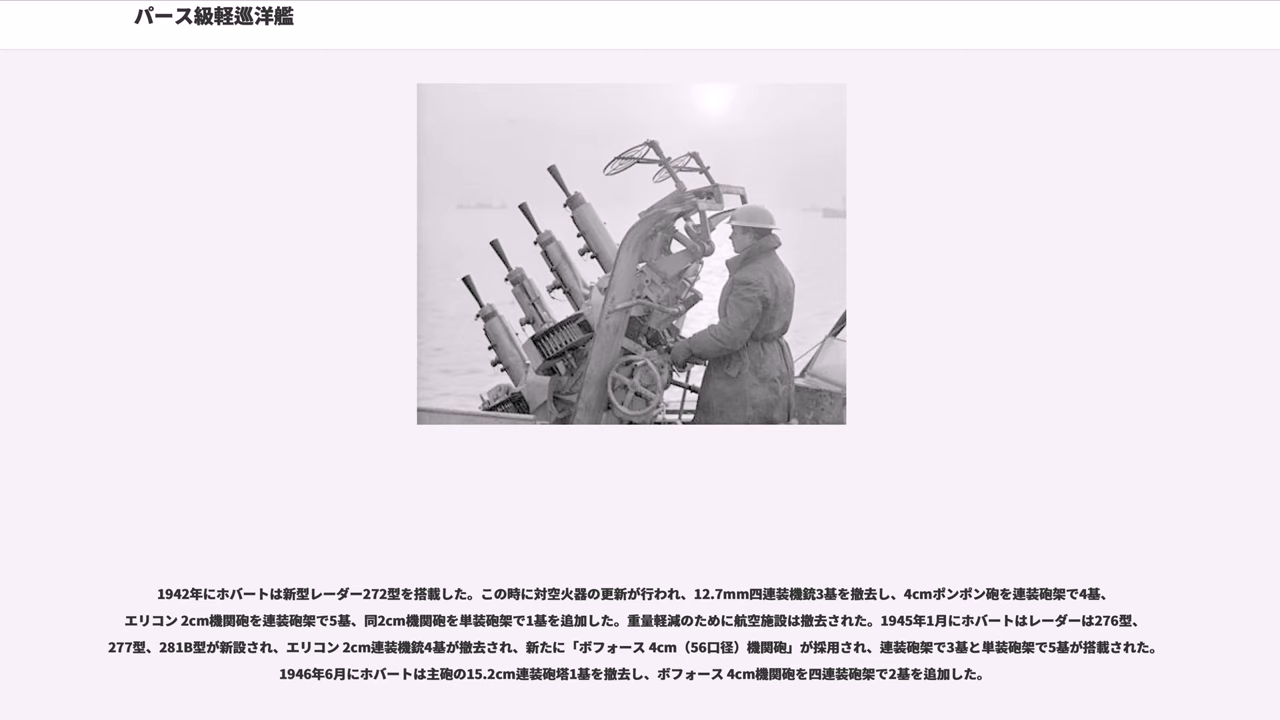 パース級軽巡洋艦
1942年にホバートは新型レーダー272型を搭載した。この時に対空火器の更新が行われ、12.7mm四連装機銃3基を撤去し、4cmポンポン砲を連装砲架で4基、
エリコン 2cm機関砲を連装砲架で5基、同2cm機関砲を単装砲架で1基を追加した。重量軽減のために航空施設は撤去された。1945年1月にホバートはレーダーは276型、
277型、281B型が新設され、エリコン 2cm連装機銃4基が撤去され、新たに「ボフォース 4cm（56口径）機関砲」が採用され、連装砲架で3基と単装砲架で5基が搭載された。
1946年6月にホバートは主砲の15.2cm連装砲塔1基を撤去し、ボフォース 4cm機関砲を四連装砲架で2基を追加した。